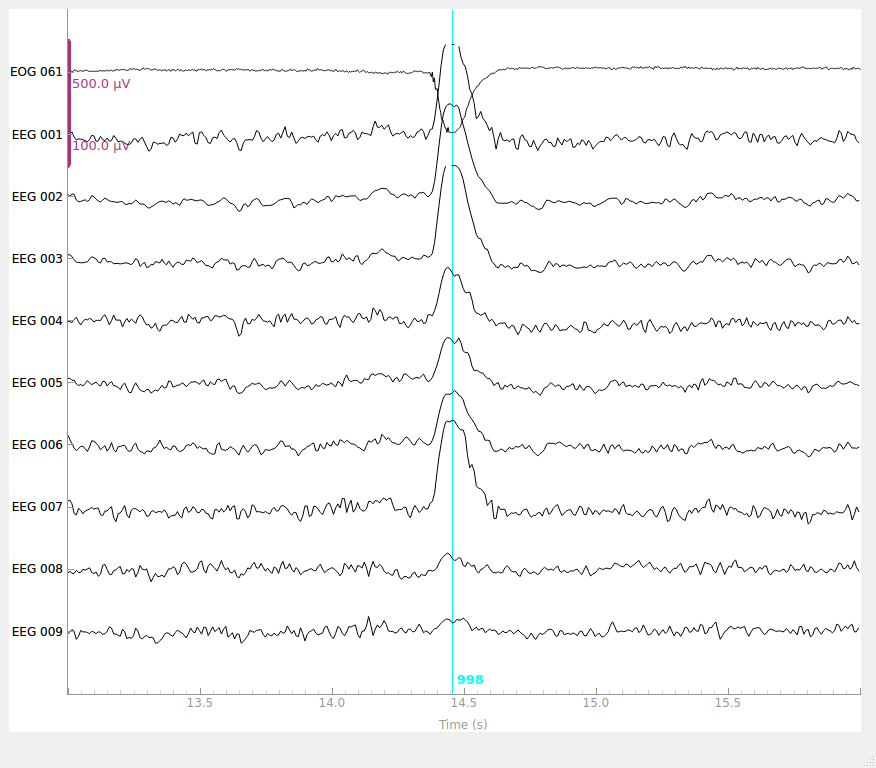 EOG 061
500.0 µV
EEG 001
100.0 µV
EEG 002
EEG 003
EEG 004
EEG 005
EEG 006
EEG 007
EEG 008
EEG 009
998
13.5 14.0 14.5 15.0 15.5
Time (s)